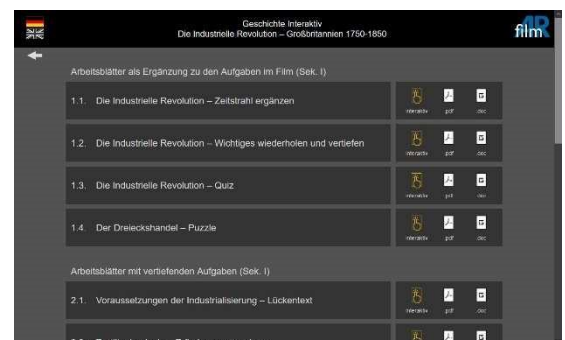 Geschichte Interaktiv
Die Industrielle Revolution – Großbritannien 1750-1850
film AR
Arbeitsblätter als Ergänzung zu den Aufgaben im Film (Sek. I)
1.1. Die Industrielle Revolution – Zeitstrahl ergänzen
interaktiv pdf doc
1.2. Die Industrielle Revolution – Wichtiges wiederholen und vertiefen
interaktiv pdf doc
1.3. Die Industrielle Revolution – Quiz
interaktiv pdf doc
1.4. Der Dreieckshandel – Puzzle
interaktiv pdf doc
Arbeitsblätter mit vertiefenden Aufgaben (Sek. I)
2.1. Voraussetzungen der Industrialisierung – Lückentext
interaktiv pdf doc